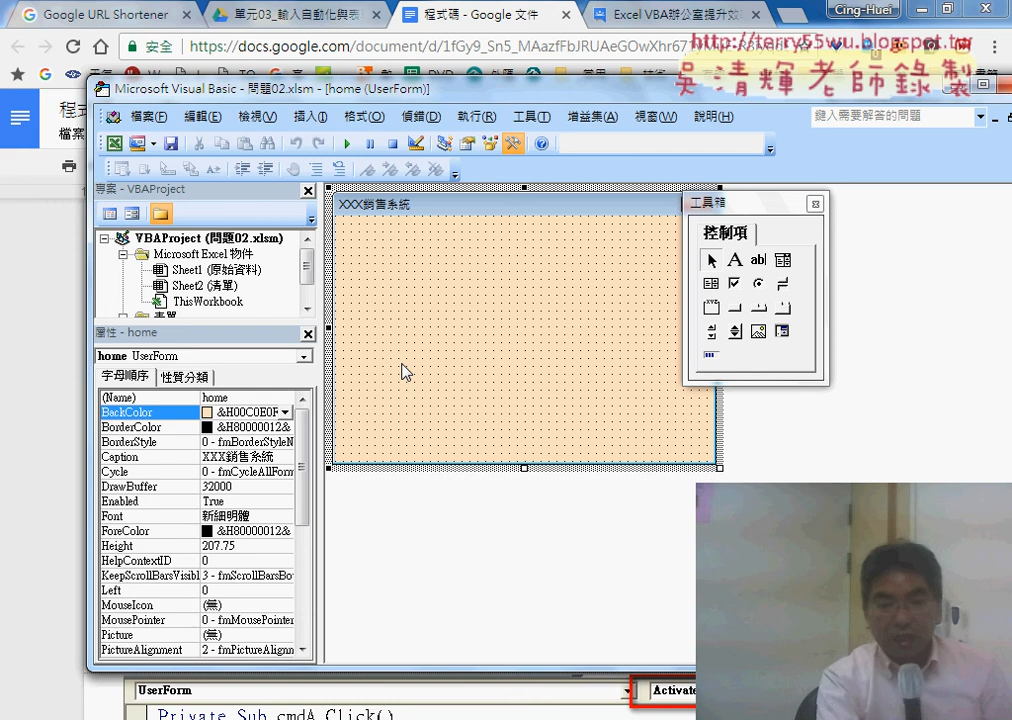 Google URL Shortener
單元03_輸入自動化與表
程式碼 - Google 文件
Excel VBA辦公室提升效
Cing-Huei
安全
https://docs.google.com/document/d/1fGy9_Sn5_MAazfFbJRUAeGOwXhr67
http://terry55wu.blogspot.tw
吳清輝老師錄製
Microsoft Visual Basic - 問題02.xlsm - [home (UserForm)]
程式
檔案
檔案(F) 編輯(E) 檢視(V) 插入(I) 格式(O) 偵錯(D) 執行(R) 工具(T) 增益集(A) 視窗(W) 說明(H)
鍵入需要解答的問題
專案 - VBAProject
VBAProject (問題02.xlsm)
Microsoft Excel 物件
Sheet1 (原始資料)
Sheet2 (清單)
ThisWorkbook
表單
屬性 - home
home UserForm
字母順序 性質分類
(Name) home
BackColor &H00C0E0F
BorderColor &H80000012&
BorderStyle 0 - fmBorderStyleN
Caption XXX銷售系統
Cycle 0 - fmCycleAllForm
DrawBuffer 32000
Enabled True
Font 新細明體
ForeColor &H80000012&
Height 207.75
HelpContextID 0
KeepScrollBarsVisibl 3 - fmScrollBarsBo
Left 0
MouseIcon (無)
MousePointer 0 - fmMousePointer
Picture (無)
PictureAlignment 2 - fmPictureAlignm
XXX銷售系統
工具箱
控制項
UserForm
Activate
Private Sub cmdA_Click()